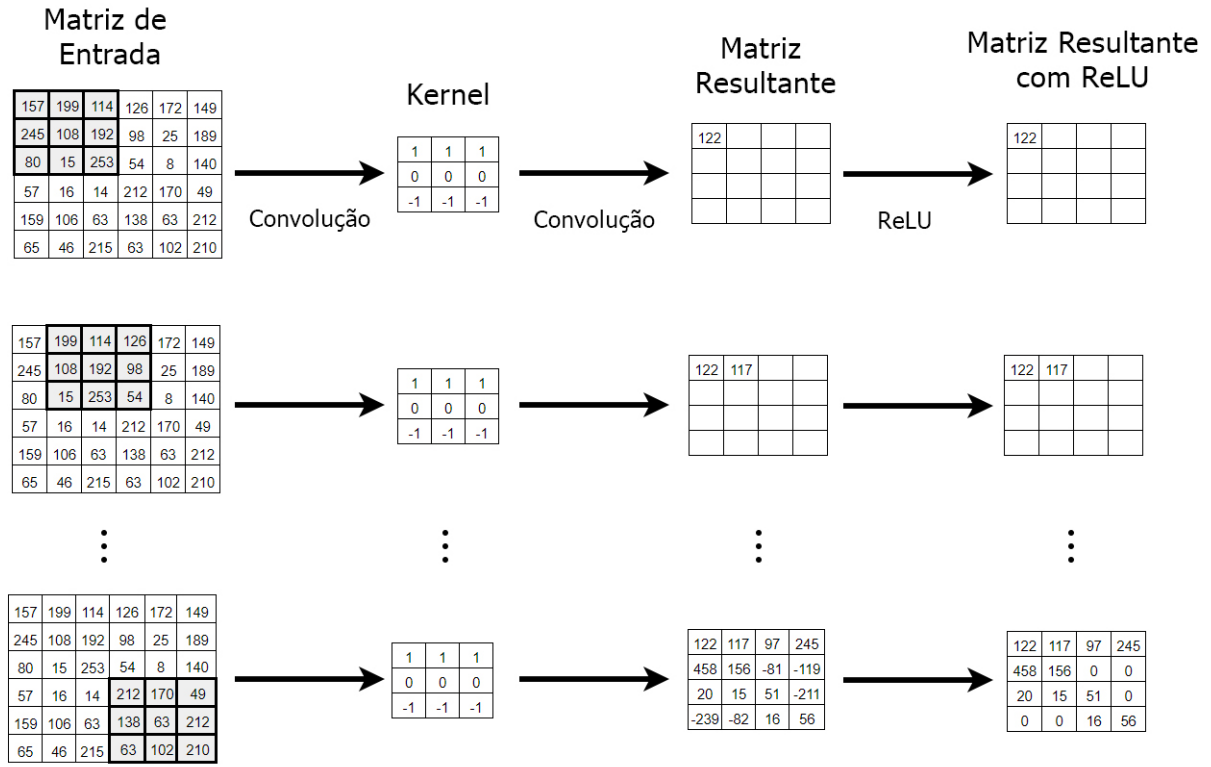 Matriz de
Entrada
Kernel
Matriz
Resultante
Matriz Resultante
com ReLU
157 199 114 126 172 149
245 108 192 98 25 189
80 15 253 54 8 140
57 16 14 212 170 49
159 106 63 138 63 212
65 46 215 63 102 210
Convolução
1 1 1
0 0 0
-1 -1 -1
Convolução
122
ReLU
122
157 199 114 126 172 149
245 108 192 98 25 189
80 15 253 54 8 140
57 16 14 212 170 49
159 106 63 138 63 212
65 46 215 63 102 210
1 1 1
0 0 0
-1 -1 -1
122 117
122 117
157 199 114 126 172 149
245 108 192 98 25 189
80 15 253 54 8 140
57 16 14 212 170 49
159 106 63 138 63 212
65 46 215 63 102 210
1 1 1
0 0 0
-1 -1 -1
122 117 97 245
458 156 -81 -119
20 15 51 -211
-239 -82 16 56
122 117 97 245
458 156 0 0
20 15 51 0
0 0 16 56